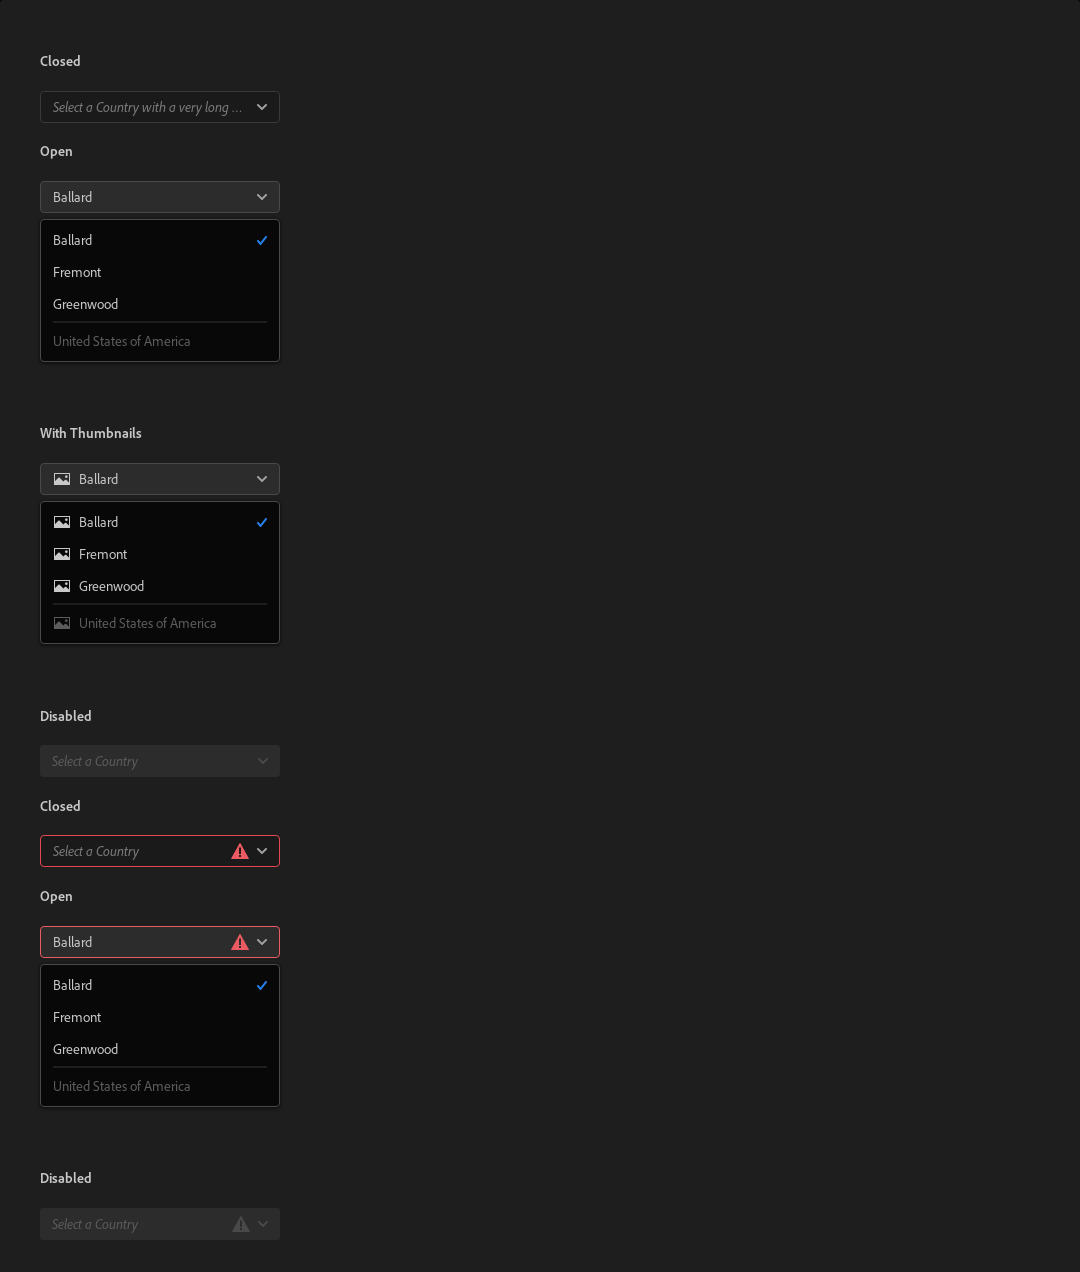 Closed
Select a Country with a very long ...
Open
Ballard
Ballard
Fremont
Greenwood
United States of America
With Thumbnails
Ballard
Ballard
Fremont
Greenwood
United States of America
Disabled
Select a Country
Closed
Select a Country
Open
Ballard
Ballard
Fremont
Greenwood
United States of America
Disabled
Select a Country